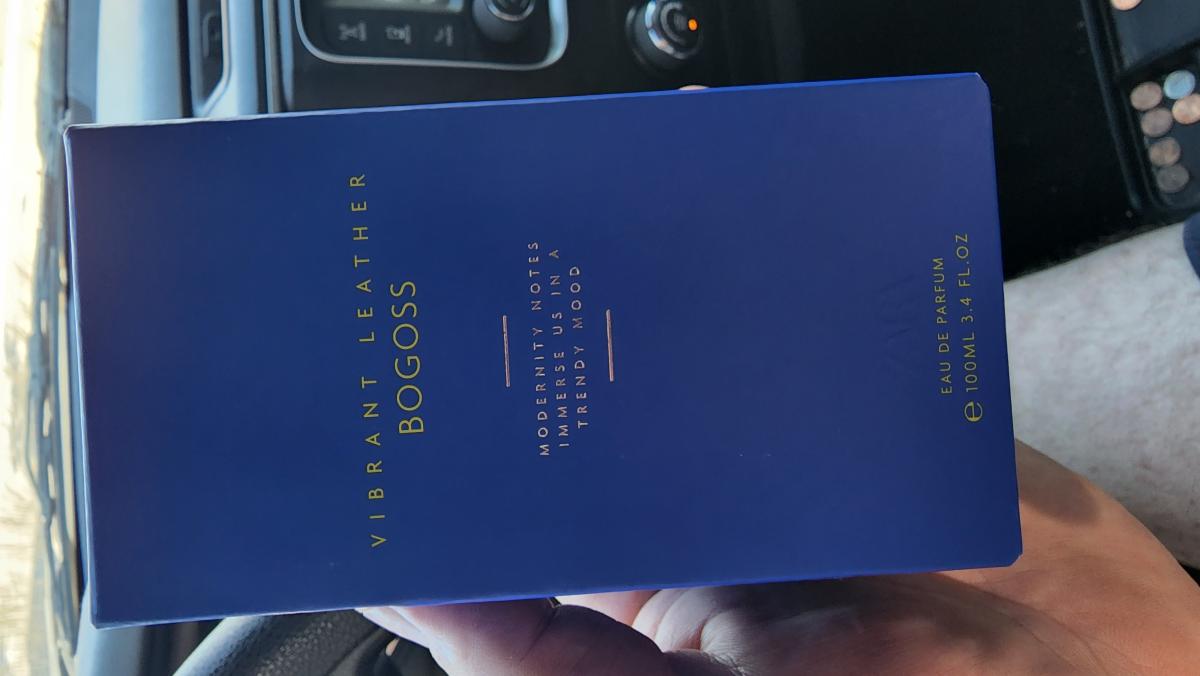 VIBRANT LEATHER
BOGOSS
MODERNITY NOTES
IMMERSE US IN A
TRENDY MOOD
EAU DE PARFUM
℮ 100ML 3.4 FL.OZ